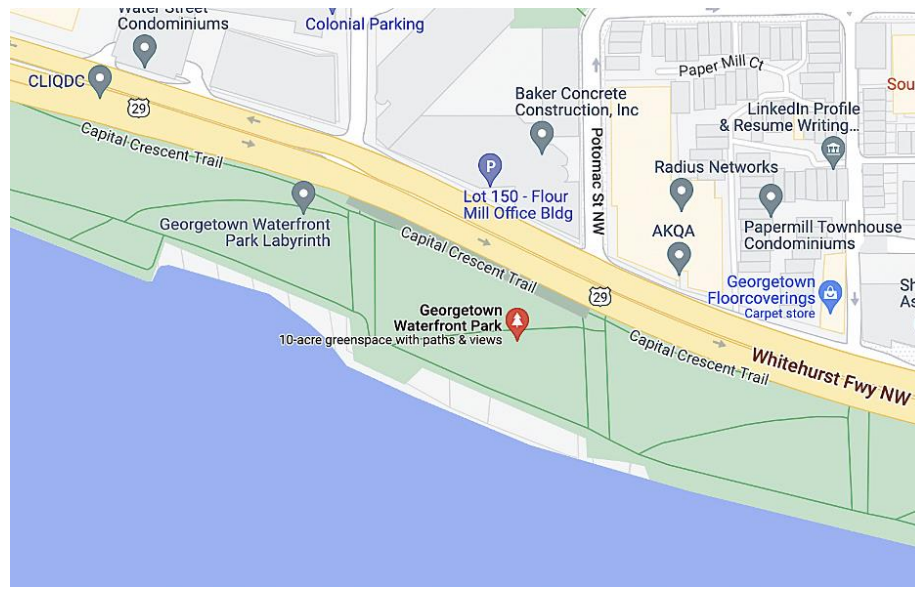 Water Street
Condominiums
Colonial Parking
CLIQDC
29
Capital Crescent Trail
Georgetown Waterfront
Park Labyrinth
Baker Concrete
Construction, Inc
P
Lot 150 - Flour
Mill Office Bldg
Potomac St NW
Paper Mill Ct
LinkedIn Profile
& Resume Writing...
Radius Networks
AKQA
Papermill Townhouse
Condominiums
Georgetown
Floorcoverings
Carpet store
Capital Crescent Trail
29
Georgetown
Waterfront Park
10-acre greenspace with paths & views
Capital Crescent Trail
Whitehurst Fwy NW